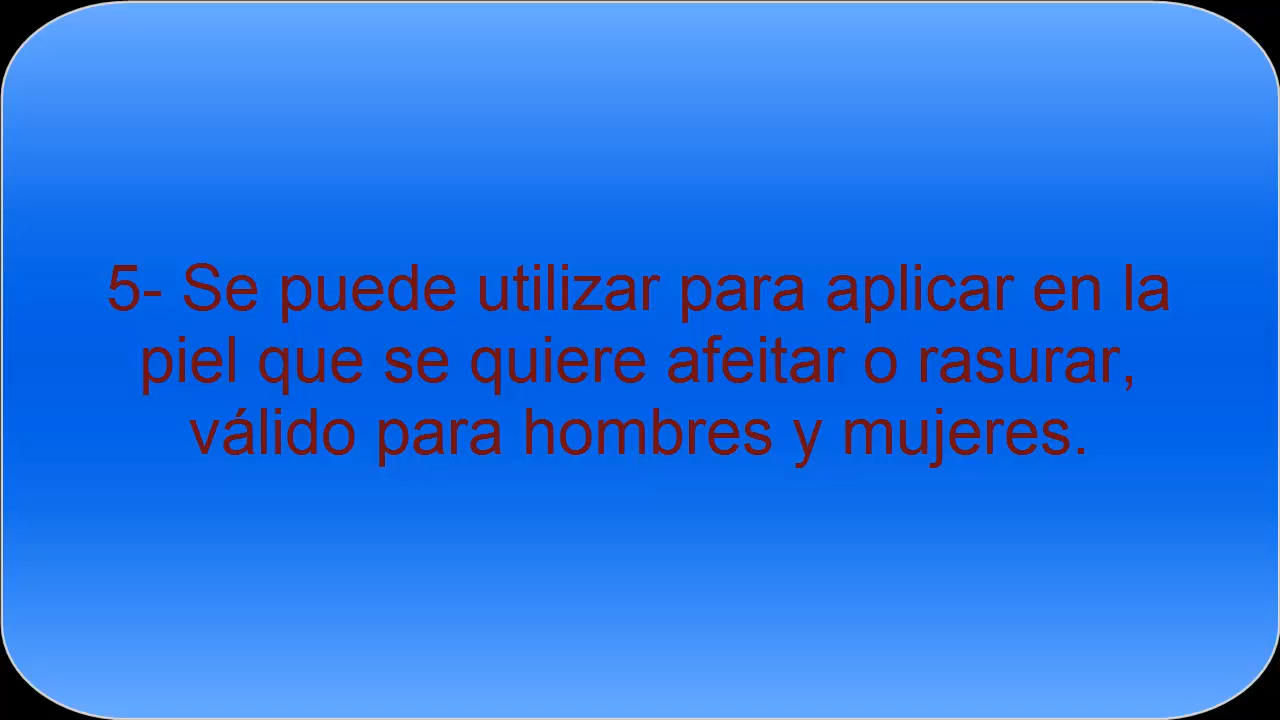 5- Se puede utilizar para aplicar en la
piel que se quiere afeitar o rasurar,
válido para hombres y mujeres.